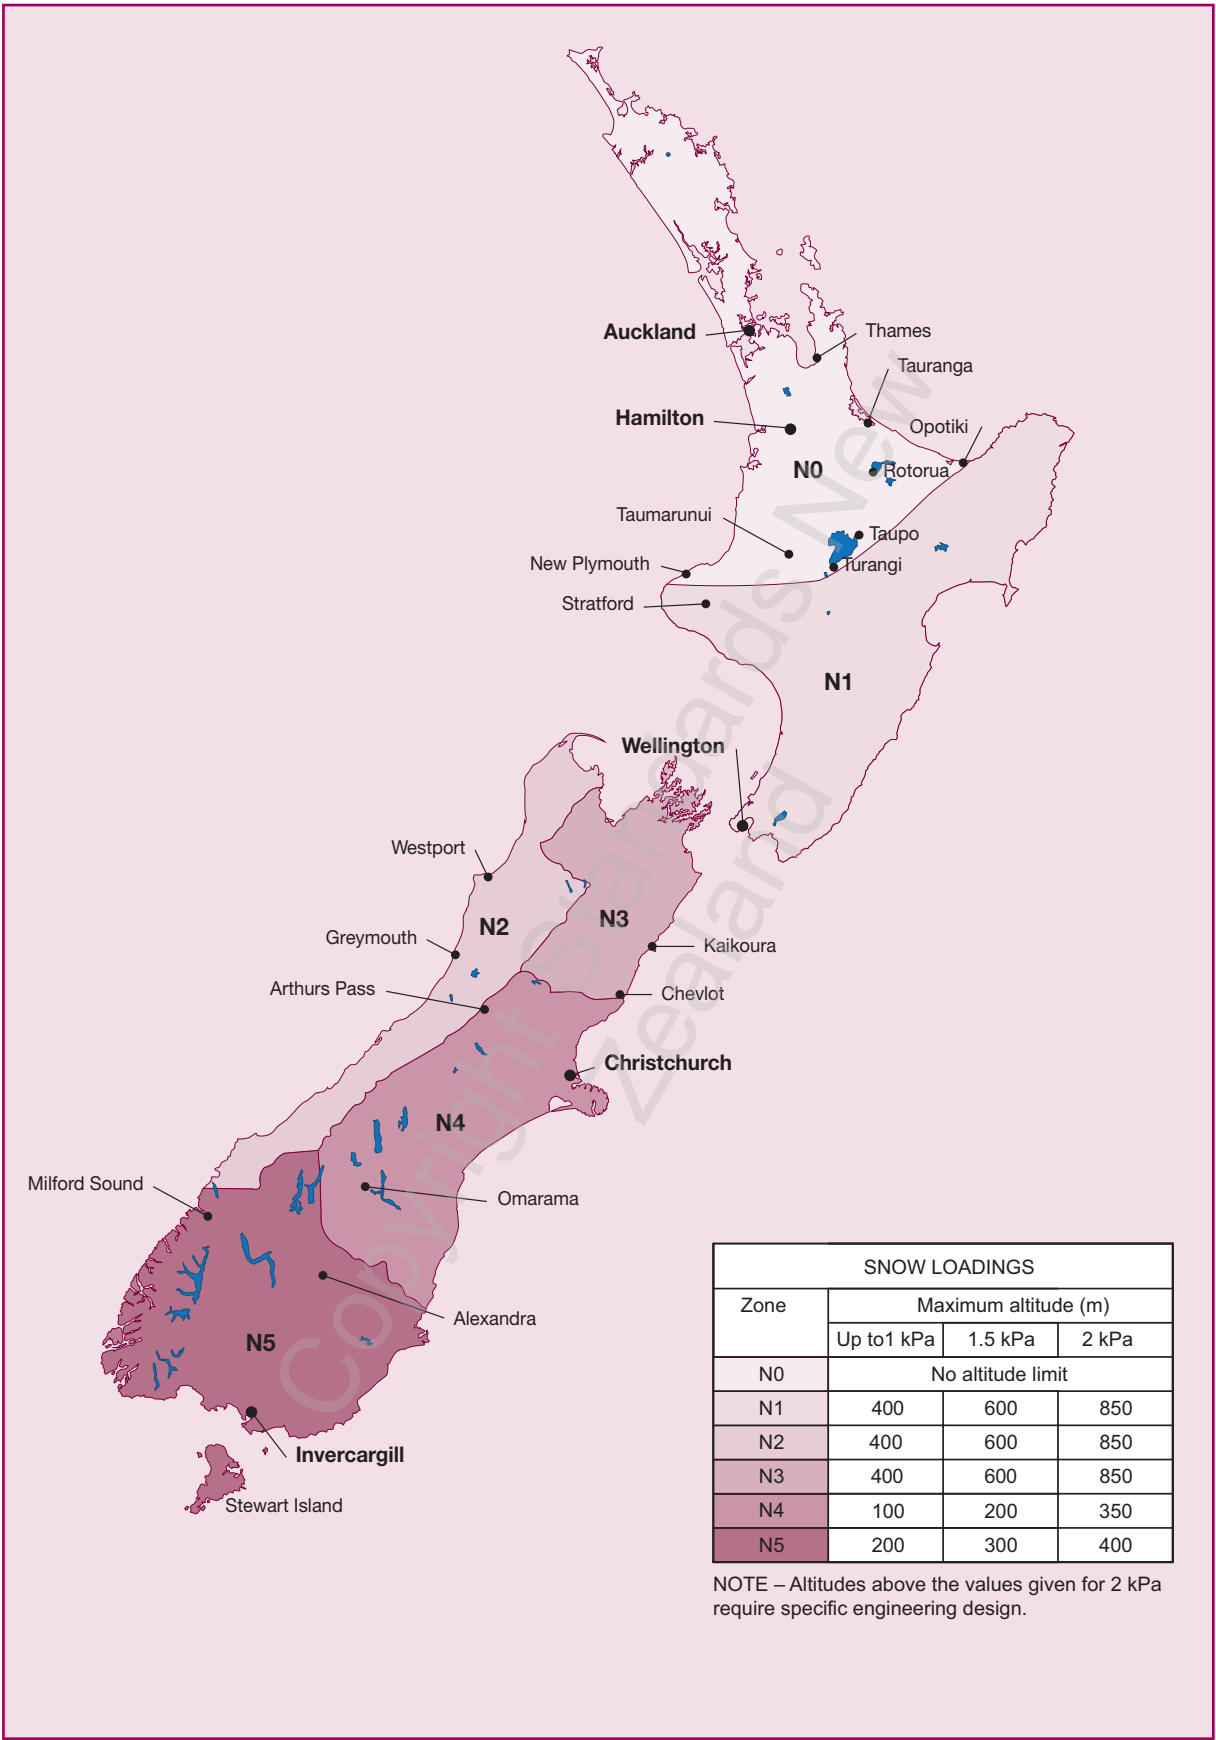 Auckland
Thames
Tauranga
Hamilton
Opotiki
N0
Rotorua
Taumarunui
Taupo
New Plymouth
Turangi
Stratford
N1
Wellington
Westport
N2
N3
Greymouth
Kaikoura
Arthurs Pass
Chevlot
Christchurch
N4
Milford Sound
Omarama
Alexandra
N5
Invercargill
Stewart Island
Copyright Standards New
Zealand
SNOW LOADINGS
Zone Maximum altitude (m)
Up to1 kPa 1.5 kPa 2 kPa
N0 No altitude limit
N1 400 600 850
N2 400 600 850
N3 400 600 850
N4 100 200 350
N5 200 300 400
NOTE – Altitudes above the values given for 2 kPa
require specific engineering design.